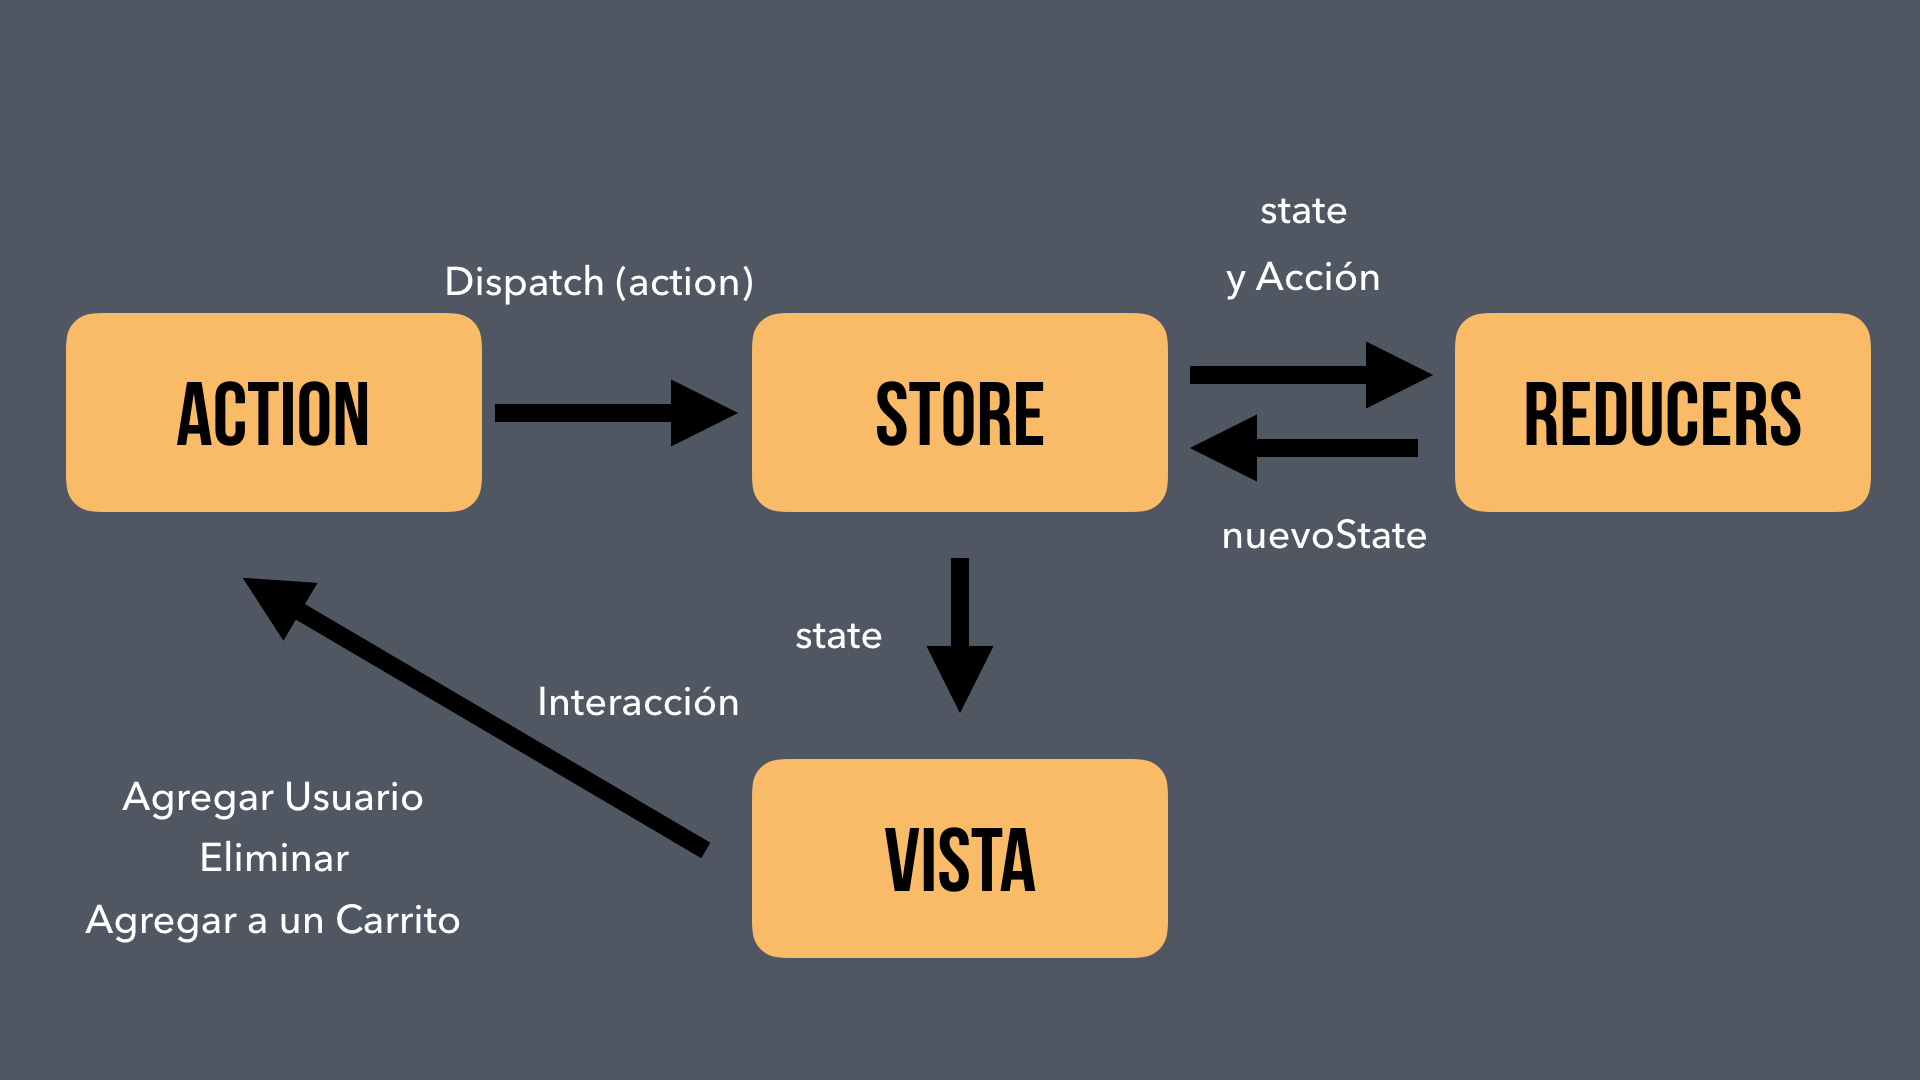 state
y Acción
Dispatch (action)
ACTION
STORE
REDUCERS
nuevoState
state
Interacción
Agregar Usuario
Eliminar
Agregar a un Carrito
VISTA